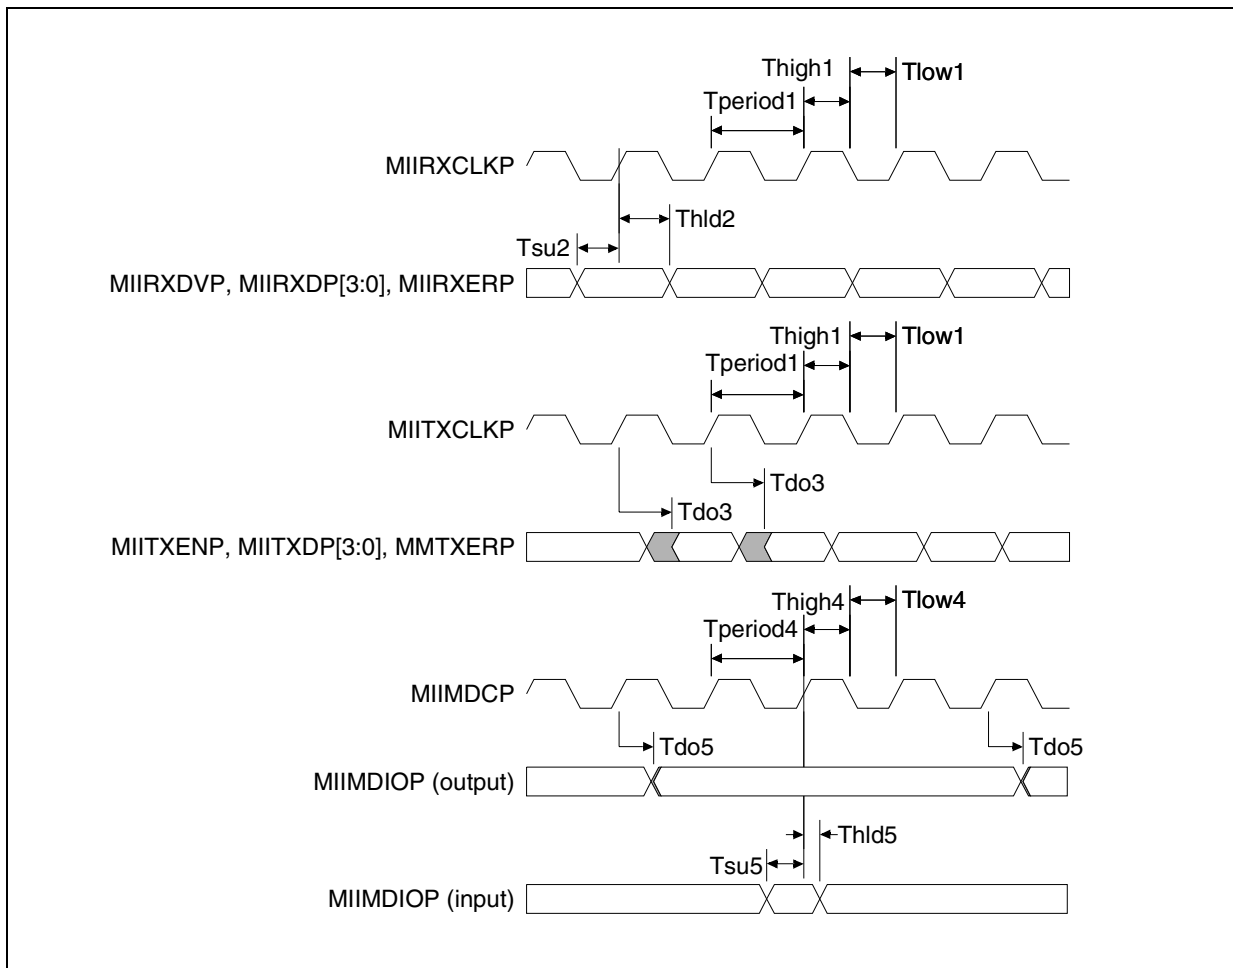 Thigh1 Tlow1
Tperiod1
MIIRXCLKP
Thld2
Tsu2
MIIRXDVP, MIIRXDP[3:0], MIIRXERP
Thigh1 Tlow1
Tperiod1
MIITXCLKP
Tdo3
Tdo3
MIITXENP, MIITXDP[3:0], MMTXERP
Thigh4 Tlow4
Tperiod4
MIIMDCP
Tdo5 Tdo5
MIIMDIOP (output)
Thld5
Tsu5
MIIMDIOP (input)